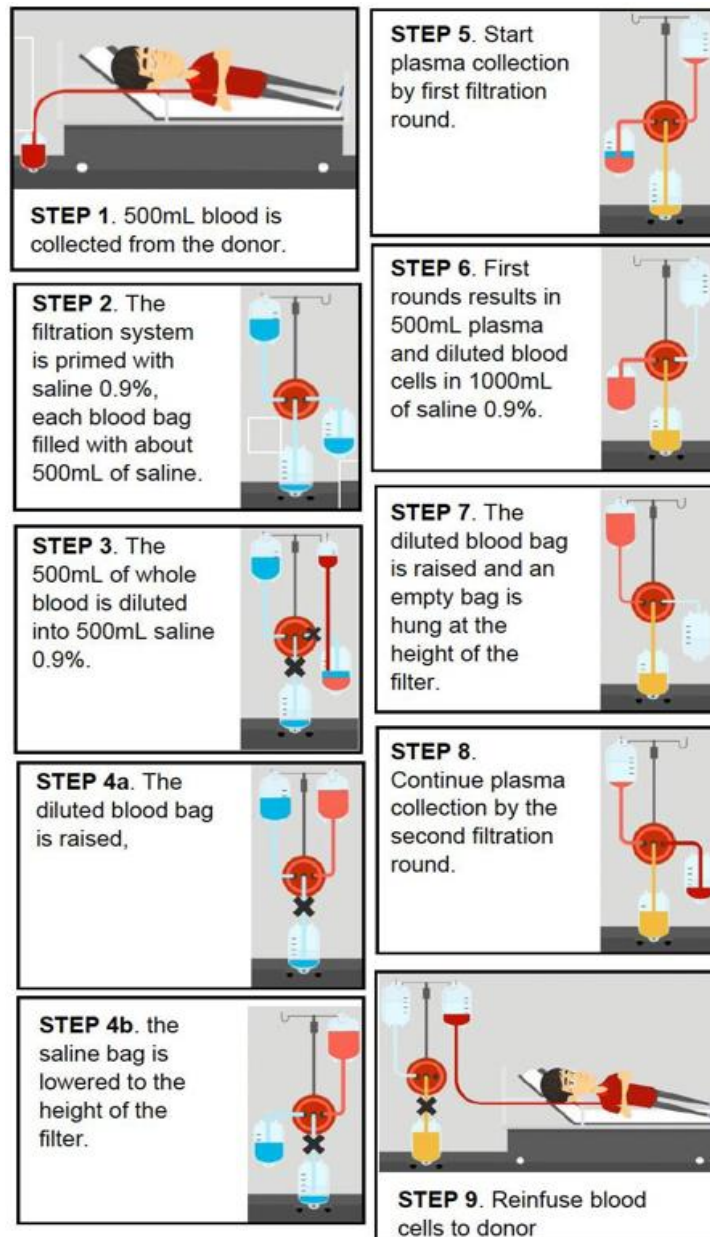 STEP 1. 500mL blood is
collected from the donor.
STEP 2. The
filtration system
is primed with
saline 0.9%,
each blood bag
filled with about
500mL of saline.
STEP 3. The
500mL of whole
blood is diluted
into 500mL saline
0.9%.
STEP 4a. The
diluted blood bag
is raised,
STEP 4b. the
saline bag is
lowered to the
height of the
filter.
STEP 5. Start
plasma collection
by first filtration
round.
STEP 6. First
rounds results in
500mL plasma
and diluted blood
cells in 1000mL
of saline 0.9%.
STEP 7. The
diluted blood bag
is raised and an
empty bag is
hung at the
height of the
filter.
STEP 8.
Continue plasma
collection by the
second filtration
round.
STEP 9. Reinfuse blood
cells to donor